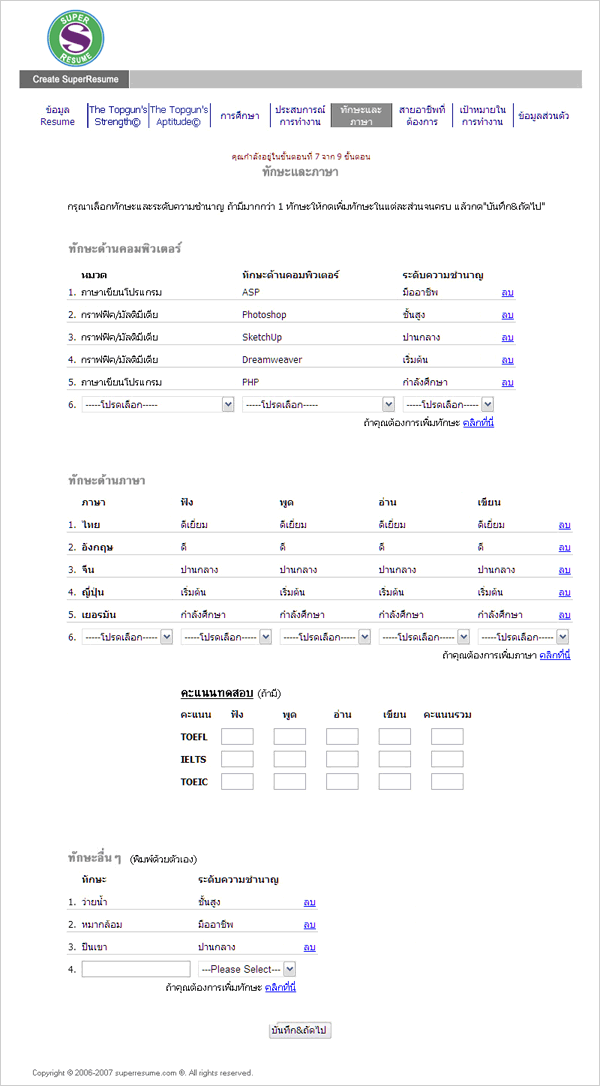 SUPER
S
RESUME
Create SuperResume
ข้อมูล Resume
The Topgun's Strength©
The Topgun's Aptitude©
การศึกษา
ประสบการณ์การทำงาน
ทักษะและภาษา
สายอาชีพที่ต้องการ
เป้าหมายในการทำงาน
ข้อมูลส่วนตัว
คุณกำลังอยู่ในขั้นตอนที่ 7 จาก 9 ขั้นตอน
ทักษะและภาษา
กรุณาเลือกทักษะและระดับความชำนาญ ถ้ามีมากกว่า 1 ทักษะให้กดเพิ่มทักษะในแต่ละส่วนจนครบ แล้วกด"บันทึก&ถัดไป"
ทักษะด้านคอมพิวเตอร์
หมวด ทักษะด้านคอมพิวเตอร์ ระดับความชำนาญ
1. ภาษาเขียนโปรแกรม ASP มืออาชีพ ลบ
2. กราฟฟิค/มัลติมีเดีย Photoshop ขั้นสูง ลบ
3. กราฟฟิค/มัลติมีเดีย SketchUp ปานกลาง ลบ
4. กราฟฟิค/มัลติมีเดีย Dreamweaver เริ่มต้น ลบ
5. ภาษาเขียนโปรแกรม PHP กำลังศึกษา ลบ
6. -----โปรดเลือก----- -----โปรดเลือก----- -----โปรดเลือก-----
ถ้าคุณต้องการเพิ่มทักษะ คลิกที่นี่
ทักษะด้านภาษา
ภาษา ฟัง พูด อ่าน เขียน
1. ไทย ดีเยี่ยม ดีเยี่ยม ดีเยี่ยม ดีเยี่ยม ลบ
2. อังกฤษ ดี ดี ดี ดี ลบ
3. จีน ปานกลาง ปานกลาง ปานกลาง ปานกลาง ลบ
4. ญี่ปุ่น เริ่มต้น เริ่มต้น เริ่มต้น เริ่มต้น ลบ
5. เยอรมัน กำลังศึกษา กำลังศึกษา กำลังศึกษา กำลังศึกษา ลบ
6. -----โปรดเลือก----- -----โปรดเลือก----- -----โปรดเลือก----- -----โปรดเลือก----- -----โปรดเลือก-----
ถ้าคุณต้องการเพิ่มภาษา คลิกที่นี่
คะแนนทดสอบ (ถ้ามี)
คะแนน ฟัง พูด อ่าน เขียน คะแนนรวม
TOEFL
IELTS
TOEIC
ทักษะอื่น ๆ (พิมพ์ด้วยตัวเอง)
ทักษะ ระดับความชำนาญ
1. ว่ายน้ำ ขั้นสูง ลบ
2. หมากล้อม มืออาชีพ ลบ
3. ปีนเขา ปานกลาง ลบ
4. ---Please Select---
ถ้าคุณต้องการเพิ่มทักษะ คลิกที่นี่
บันทึก&ถัดไป
Copyright © 2006-2007 superresume.com ®. All rights reserved.